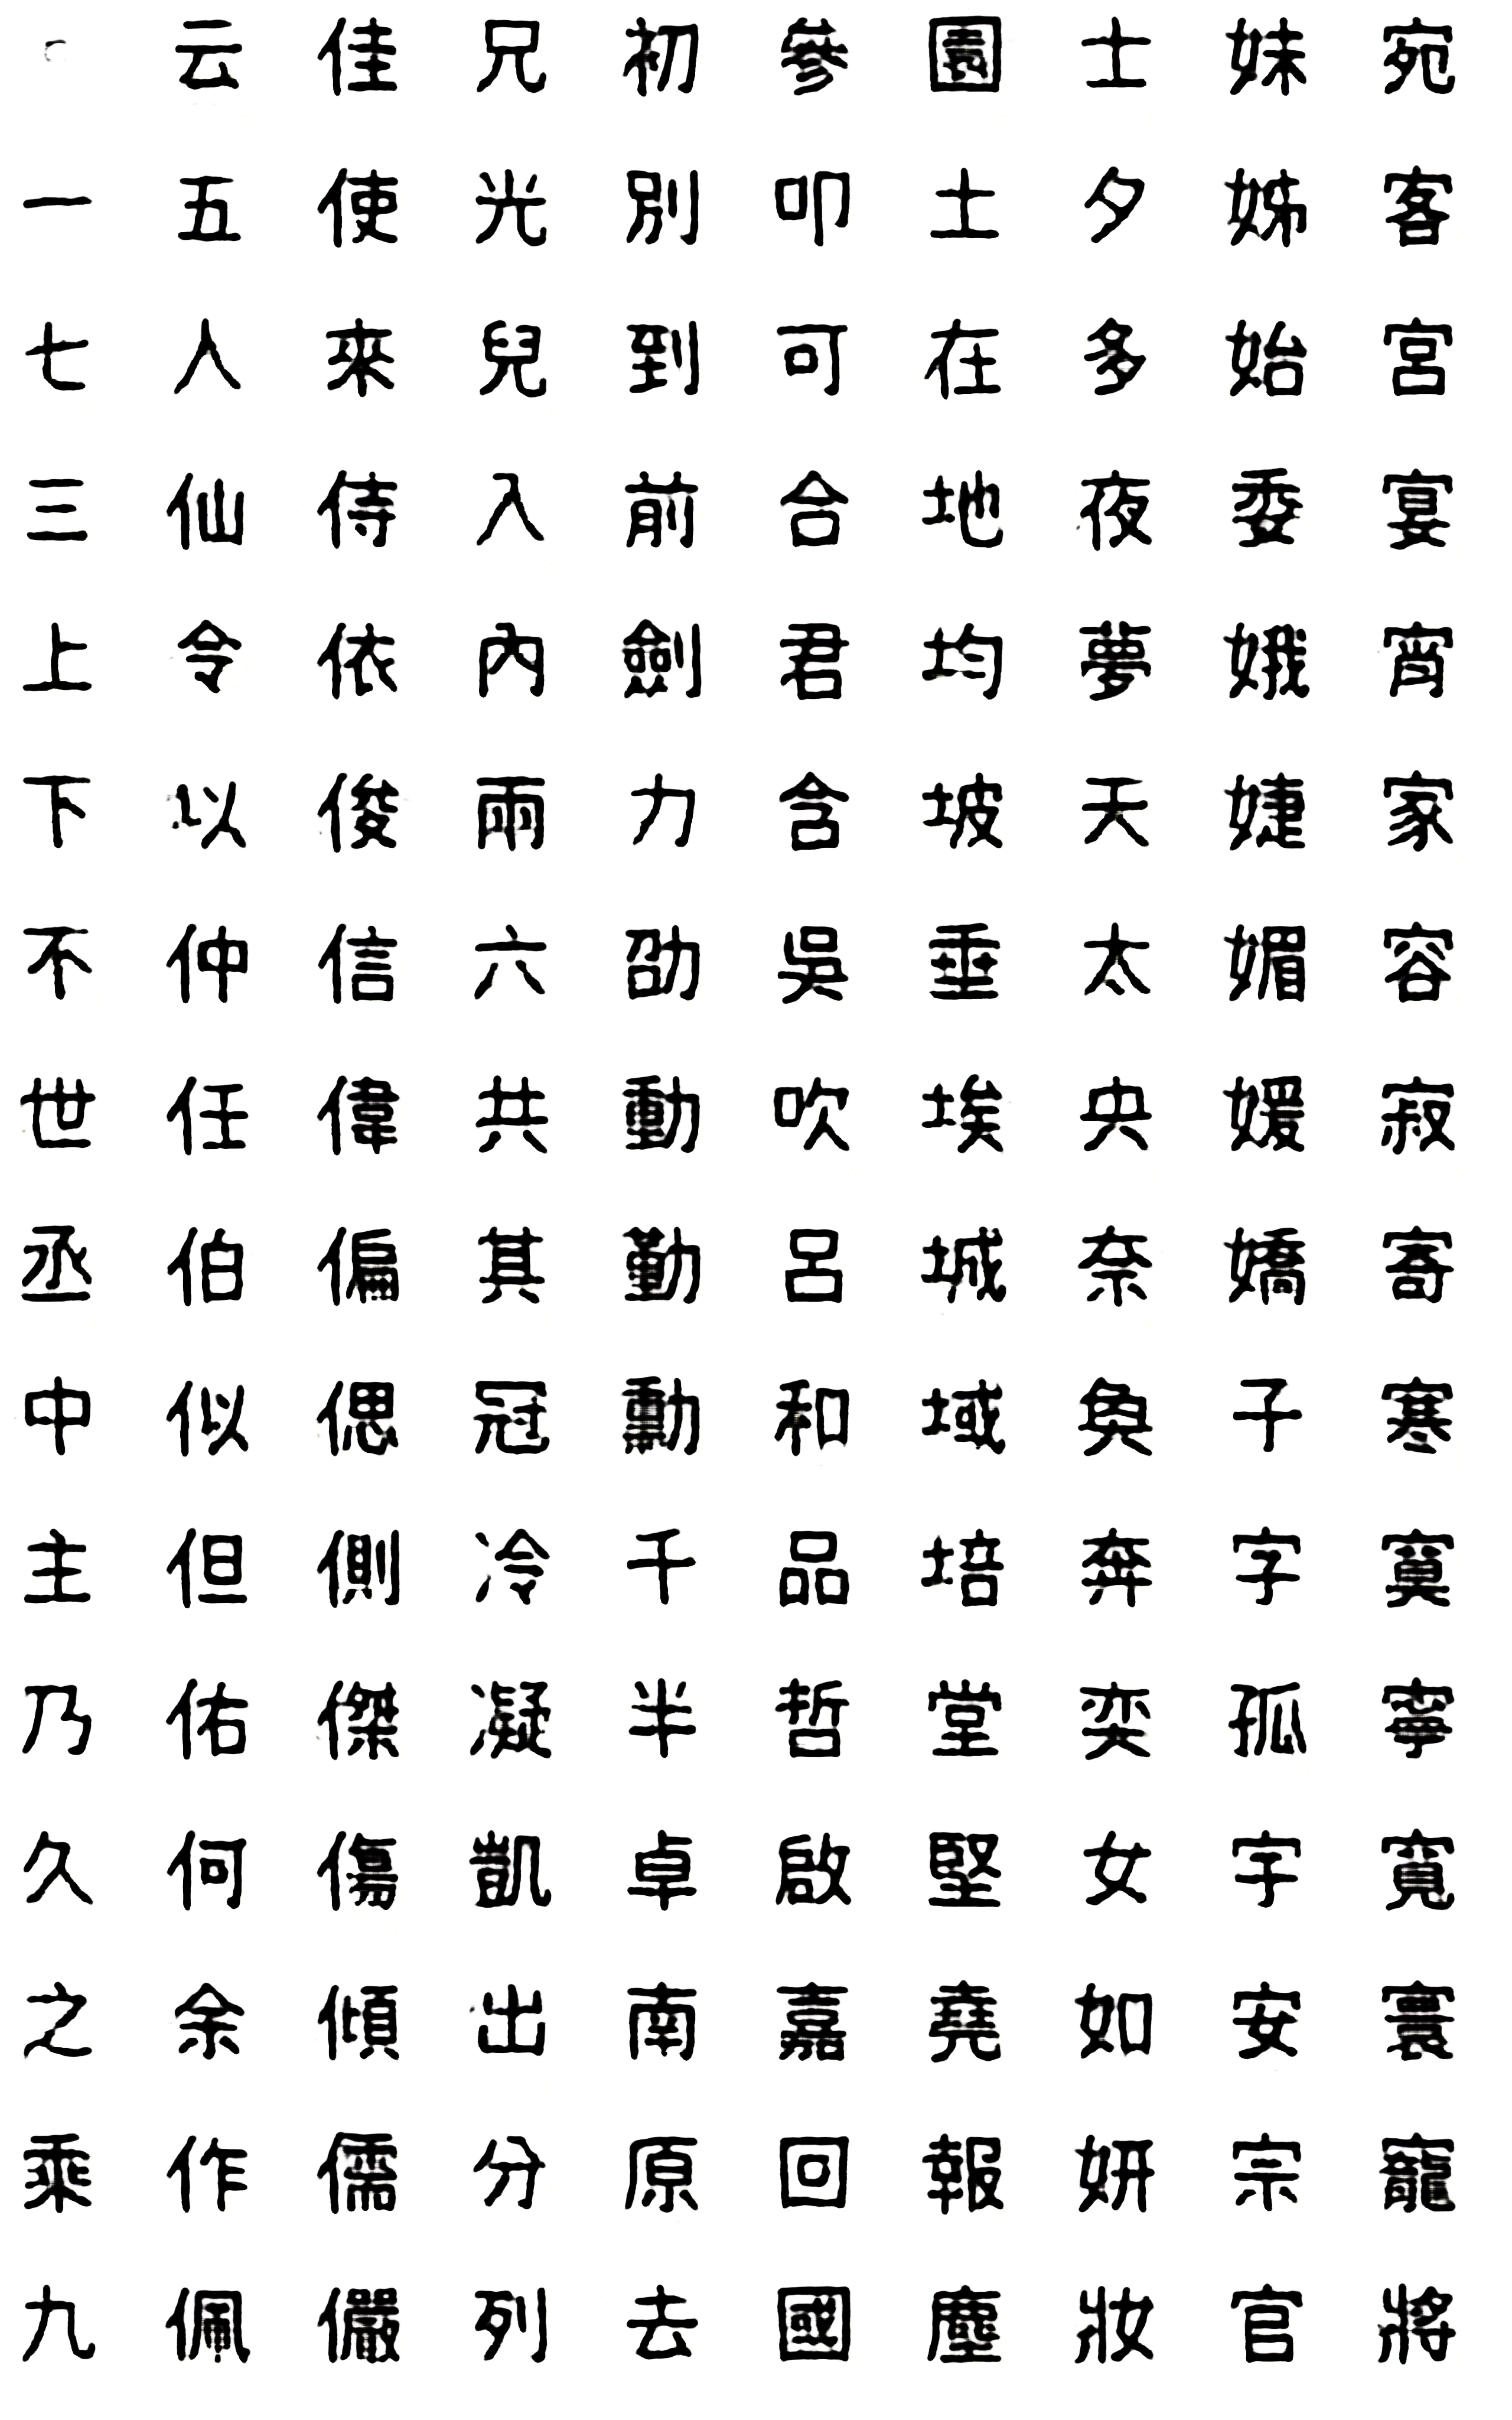 一七三上下不世丞中主乃久之乘九
云五人仙令以仲任伯似但佑何余作佩
佳使來侍依俊信偉偏偲側傑傷傾儒儼
兄光兒入內兩六共其冠冷凝凱出分列
初別到前劍力劭動勤勳千半卓南原去
參叩可合君含吳吹呂和品哲啟嘉回國
園土在地均坡垂埃城域培堂堅堯報塵
士夕多夜夢天太央奈奐奔奕女如妍妝
妹姊始委娥婕媚媛嬌子字孤宇安宗官
宛客宮宴宵家容寂寄寒寞寧寬寰寵將